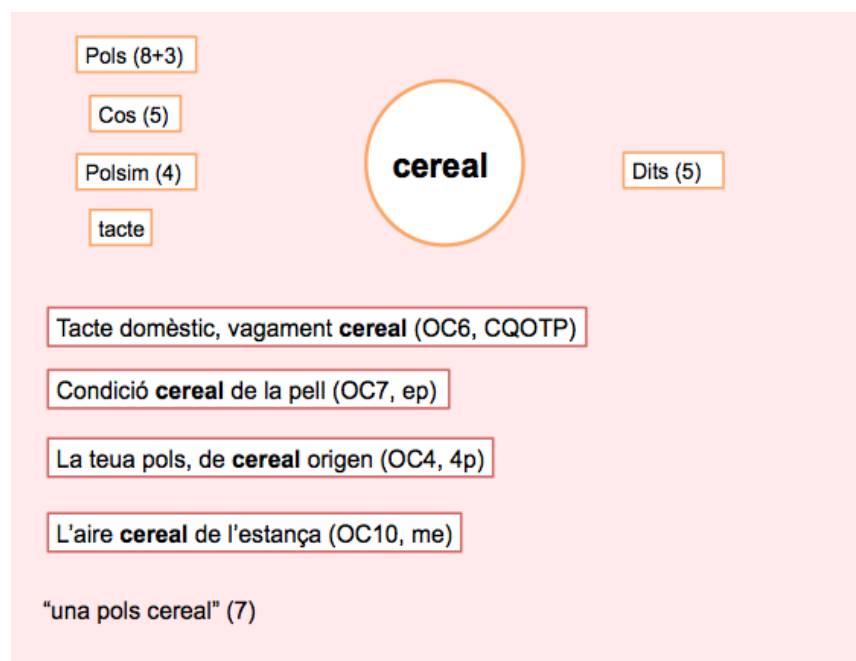 Pols (8+3)
Cos (5)
Polsim (4)
tacte
cereal
Dits (5)
Tacte domèstic, vagament cereal (OC6, CQOTP)
Condició cereal de la pell (OC7, ep)
La teua pols, de cereal origen (OC4, 4p)
L’aire cereal de l’estança (OC10, me)
“una pols cereal” (7)